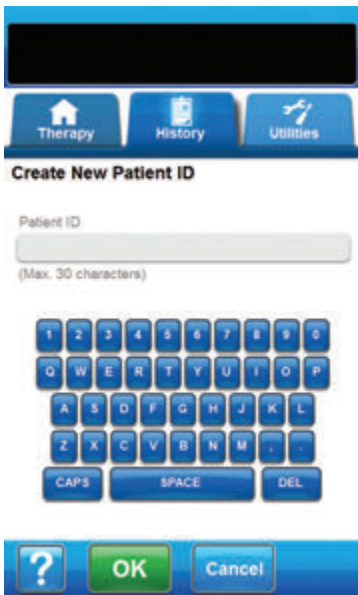 Therapy History Utilities
Create New Patient ID
Patient ID
(Max. 30 characters)
1 2 3 4 5 6 7 8 9 0
Q W E R T Y U I O P
A S D F G H J K L
Z X C V B N M , .
CAPS SPACE DEL
? OK Cancel